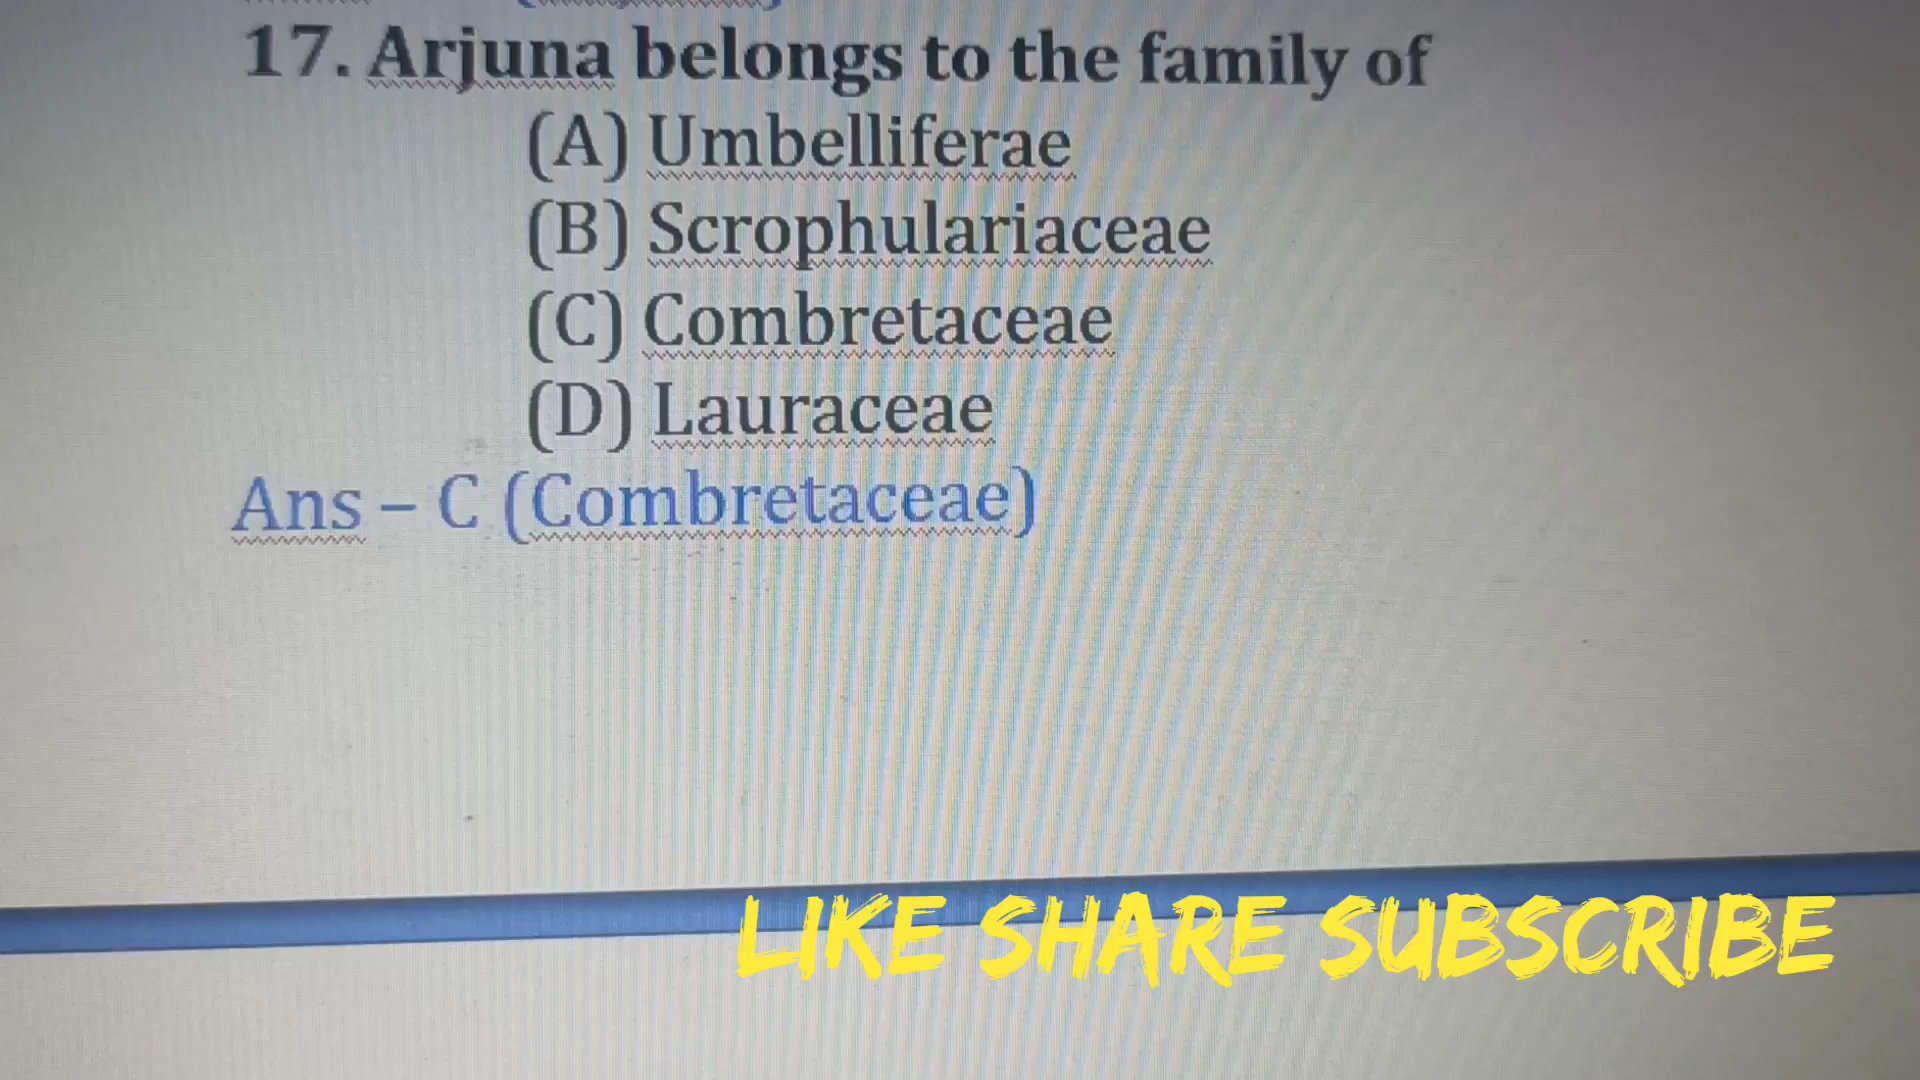 17. Arjuna belongs to the family of
(A) Umbelliferae
(B) Scrophulariaceae
(C) Combretaceae
(D) Lauraceae
Ans – C (Combretaceae)
LIKE SHARE SUBSCRIBE